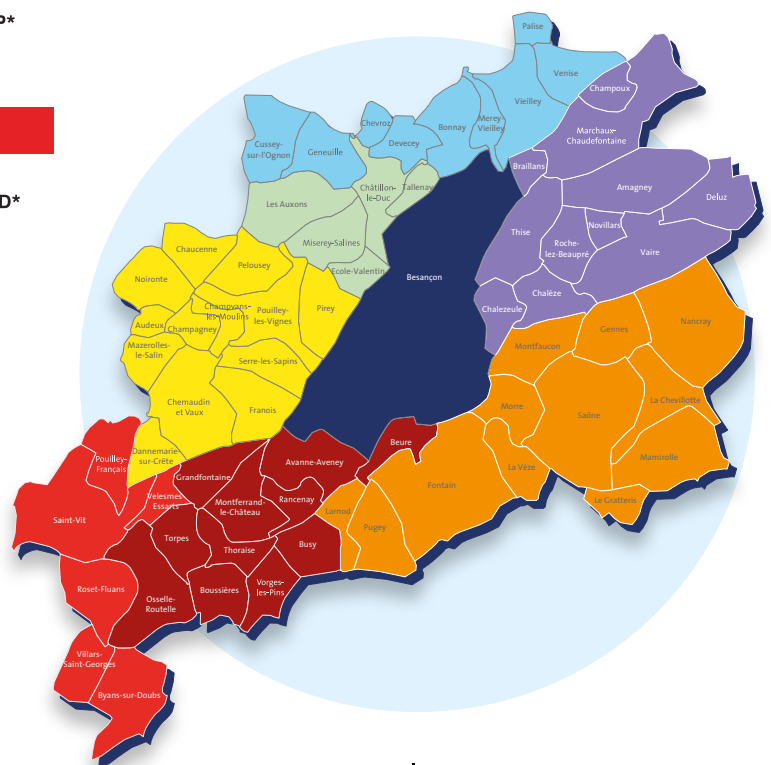 P*
D*
Palise
Venise
Vieilley
Champoux
Chevroz
Merey-
Vieilley
Bonnay
Devecey
Cussey-
sur-l'Ognon
Geneuille
Marchaux-
Chaudefontaine
Braillans
Châtillon-
le-Duc
Tallenay
Amagney
Deluz
Les Auxons
Novillars
Thise
Roche-
lez-Beaupré
Vaire
Miserey-Salines
Chaucenne
Pelousey
Ecole-Valentin
Besançon
Noironte
Chalèze
Chalezeule
Champvans-
les-Moulins
Pouilley-
les-Vignes
Pirey
Audeux
Champagney
Gennes
Nancray
Mazerolles-
le-Salin
Montfaucon
Serre-les-Sapins
Chemaudin
et Vaux
Franois
Morre
Saône
La Chevillotte
Beure
Dannemarie-
sur-Crête
Pouilley-
Français
Avanne-Aveney
La Vèze
Mamirolle
Grandfontaine
Fontain
Velesmes-
Essarts
Rancenay
Montferrand-
le-Château
Le Gratteris
Larnod
Saint-Vit
Pugey
Torpes
Thoraise
Busy
Roset-Fluans
Boussières
Vorges-
les-Pins
Osselle-
Routelle
Villars-
Saint-Georges
Byans-sur-Doubs